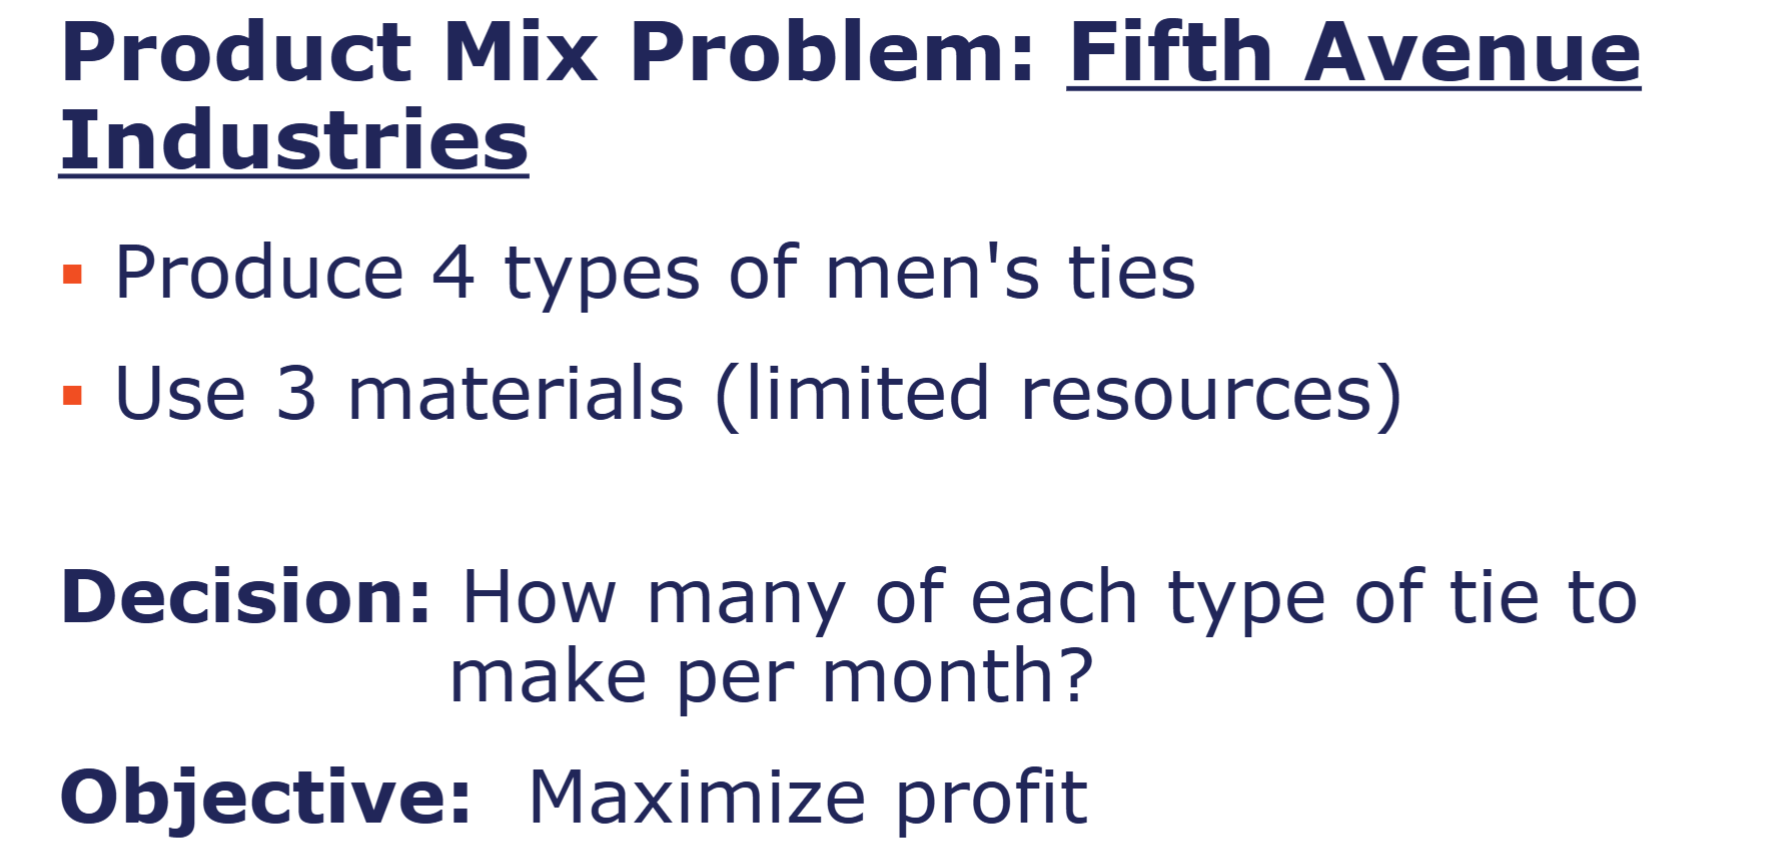 Product Mix Problem: Fifth Avenue
Industries
▪ Produce 4 types of men's ties
▪ Use 3 materials (limited resources)
Decision: How many of each type of tie to
make per month?
Objective: Maximize profit